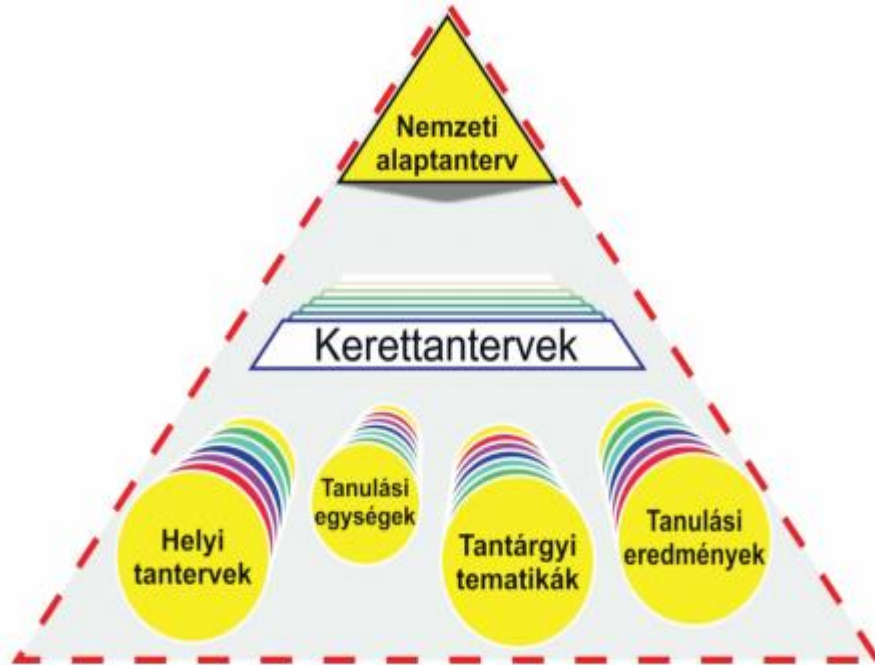 Nemzeti
alaptanterv
Kerettantervek
Helyi
tantervek
Tanulási
egységek
Tantárgyi
tematikák
Tanulási
eredmények